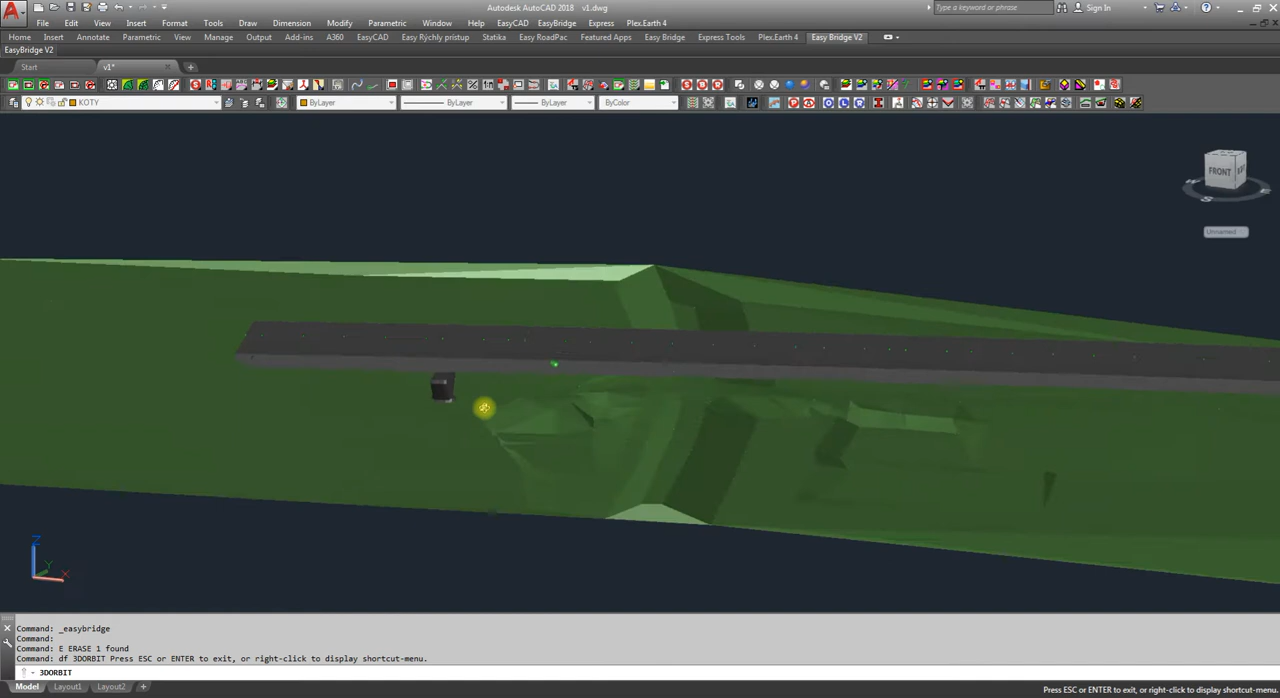 Autodesk AutoCAD 2018 v1.dwg
Type a keyword or phrase
Sign In
File Edit View Insert Format Tools Draw Dimension Modify Parametric Window Help EasyCAD EasyBridge Express Plex.Earth 4
Home Insert Annotate Parametric View Manage Output Add-ins A360 EasyCAD Easy Rýchly prístup Statika Easy RoadPac Featured Apps Easy Bridge Express Tools Plex.Earth 4 Easy Bridge V2
EasyBridge V2
Start v1*
KOTY ByLayer ByLayer ByLayer ByColor
FRONT
S
Unnamed
Z
Y
X
Command: _easybridge
Command:
Command: E ERASE 1 found
Command: df 3DORBIT Press ESC or ENTER to exit, or right-click to display shortcut-menu.
3DORBIT
Model Layout1 Layout2 +
Press ESC or ENTER to exit, or right-click to display shortcut-menu.